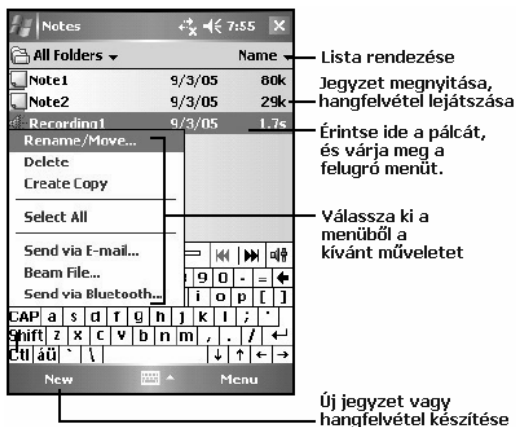 Notes 7:55
All Folders Name
Note1 9/3/05 80k
Note2 9/3/05 29k
Recording1 9/3/05 1.7s
Rename/Move...
Delete
Create Copy
Select All
Send via E-mail...
Beam File...
Send via Bluetooth...
9 0 - =
i o p [ ]
CAP a s d f g h j k l ; '
Shift z x c v b n m , . /
Ctl áü ` \
New Menu
Lista rendezése
Jegyzet megnyitása,
hangfelvétel lejátszása
Érintse ide a pálcát,
és várja meg a
felugró menüt.
Válassza ki a
menüből a
kívánt műveletet
Új jegyzet vagy
hangfelvétel készítése